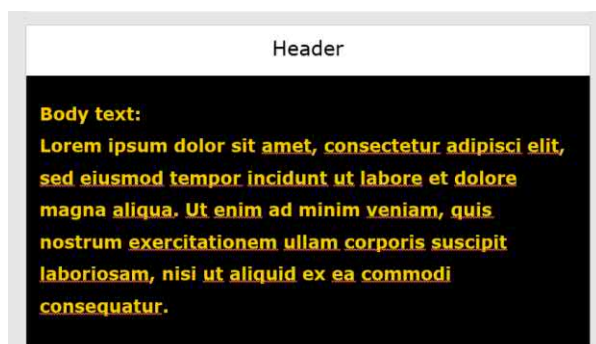 Header
Body text:
Lorem ipsum dolor sit amet, consectetur adipisci elit,
sed eiusmod tempor incidunt ut labore et dolore
magna aliqua. Ut enim ad minim veniam, quis
nostrum exercitationem ullam corporis suscipit
laboriosam, nisi ut aliquid ex ea commodi
consequatur.